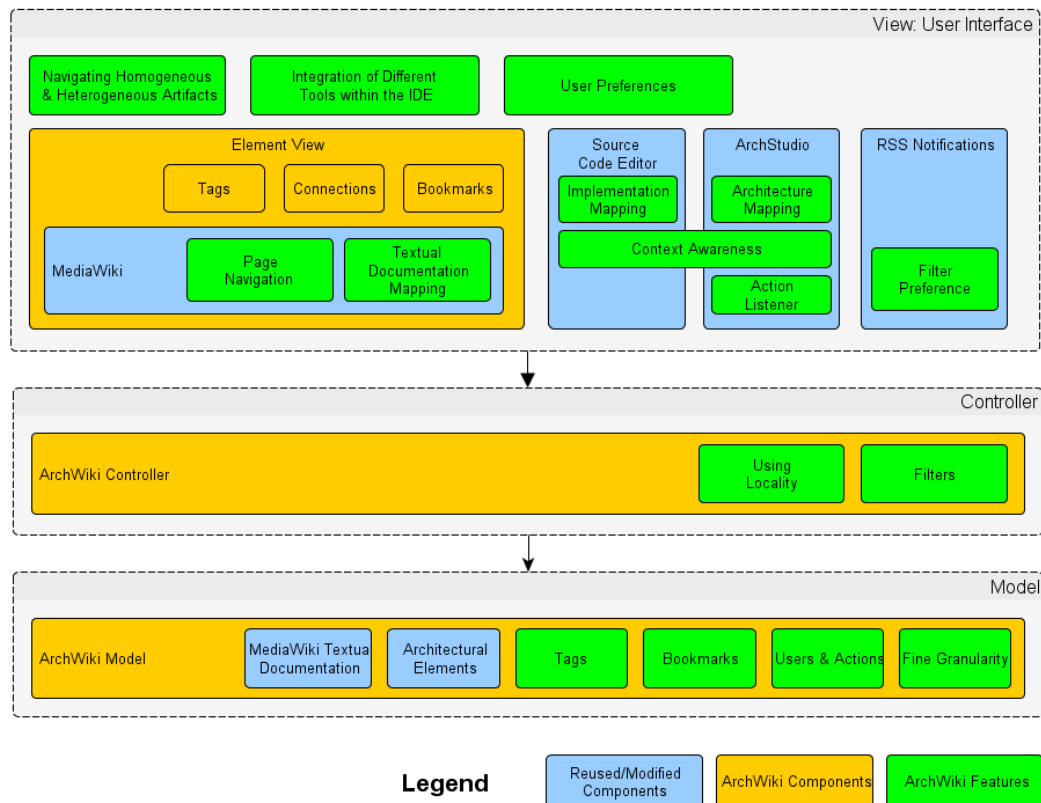 View: User Interface
Navigating Homogeneous
& Heterogeneous Artifacts
Integration of Different
Tools within the IDE
User Preferences
Element View
Tags
Connections
Bookmarks
MediaWiki
Page
Navigation
Textual
Documentation
Mapping
Source
Code Editor
Implementation
Mapping
ArchStudio
Architecture
Mapping
Context Awareness
Action
Listener
RSS Notifications
Filter
Preference
Controller
ArchWiki Controller
Using
Locality
Filters
Model
ArchWiki Model
MediaWiki Textua
Documentation
Architectural
Elements
Tags
Bookmarks
Users & Actions
Fine Granularity
Legend
Reused/Modified
Components
ArchWiki Components
ArchWiki Features